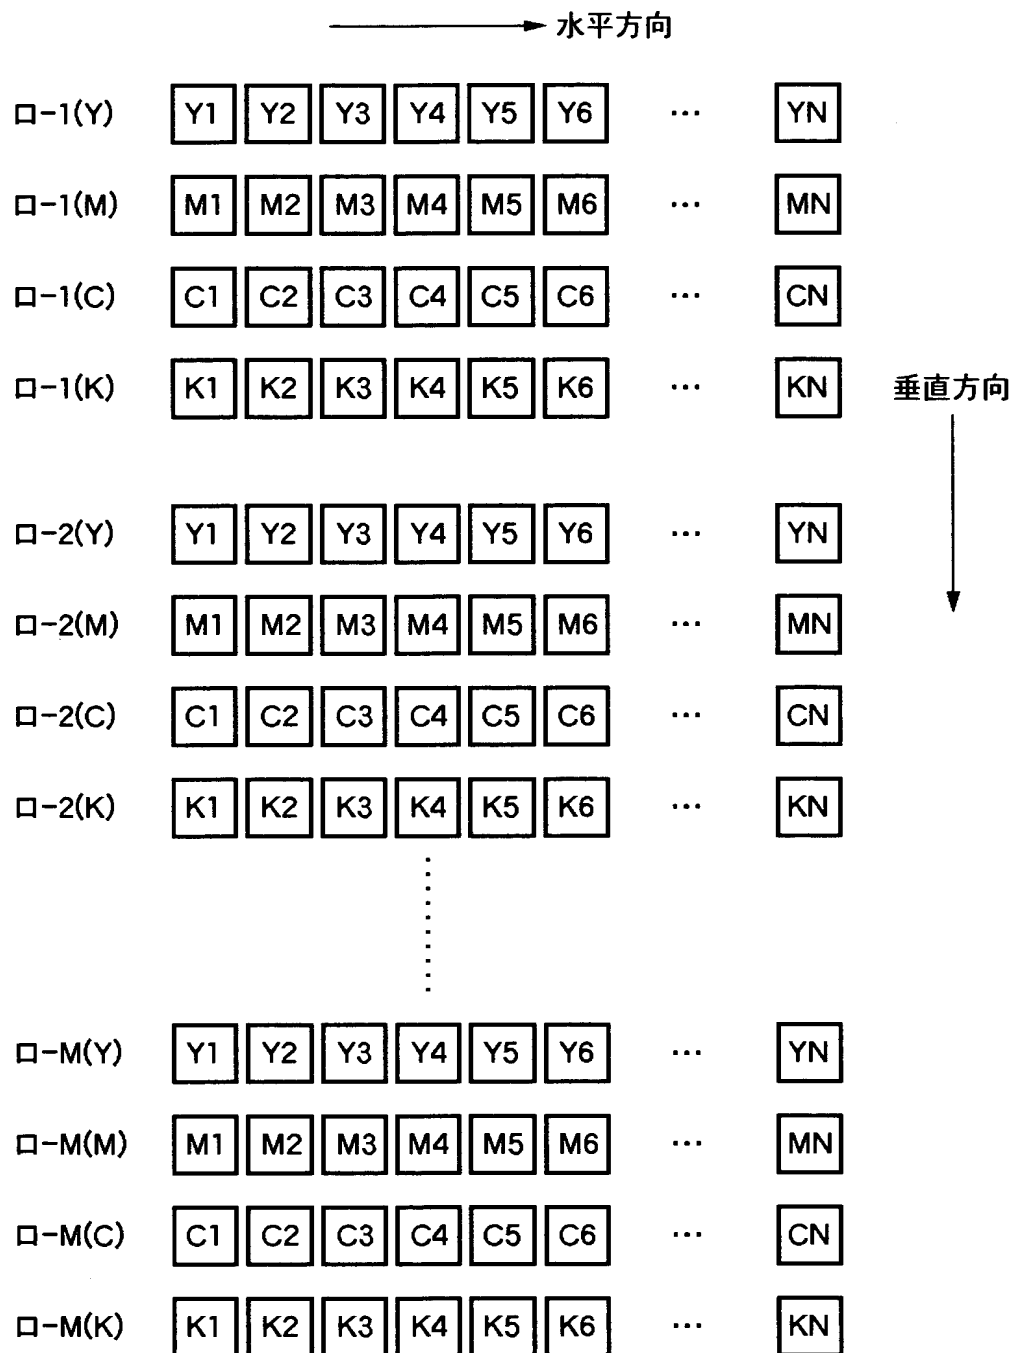 水平方向
ロ-1(Y) Y1 Y2 Y3 Y4 Y5 Y6 … YN
ロ-1(M) M1 M2 M3 M4 M5 M6 … MN
ロ-1(C) C1 C2 C3 C4 C5 C6 … CN
ロ-1(K) K1 K2 K3 K4 K5 K6 … KN
垂直方向
ロ-2(Y) Y1 Y2 Y3 Y4 Y5 Y6 … YN
ロ-2(M) M1 M2 M3 M4 M5 M6 … MN
ロ-2(C) C1 C2 C3 C4 C5 C6 … CN
ロ-2(K) K1 K2 K3 K4 K5 K6 … KN
ロ-M(Y) Y1 Y2 Y3 Y4 Y5 Y6 … YN
ロ-M(M) M1 M2 M3 M4 M5 M6 … MN
ロ-M(C) C1 C2 C3 C4 C5 C6 … CN
ロ-M(K) K1 K2 K3 K4 K5 K6 … KN